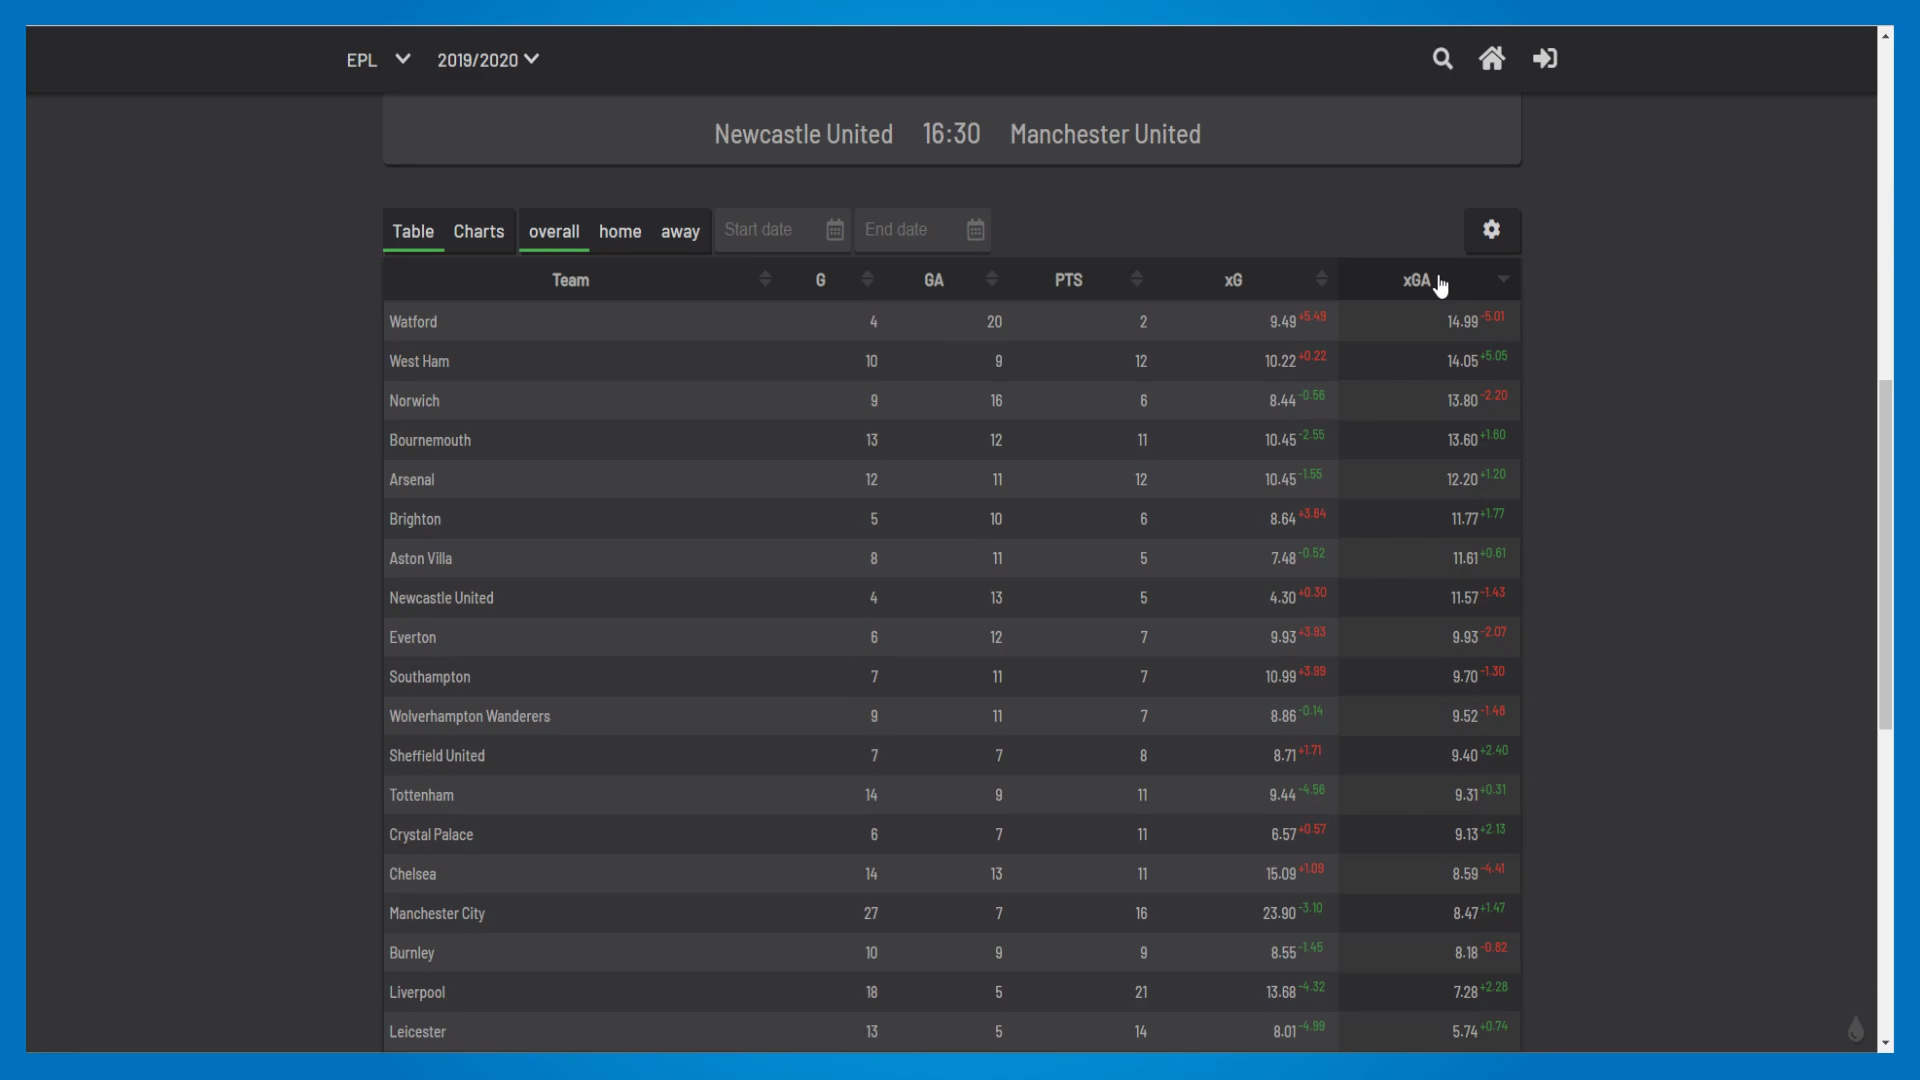 EPL 2019/2020
Newcastle United 16:30 Manchester United
Table Charts overall home away Start date End date
Team G GA PTS xG xGA
Watford 4 20 2 9.49+5.49 14.99-5.01
West Ham 10 9 12 10.22+0.22 14.05+5.05
Norwich 9 16 6 8.44-0.56 13.80-2.20
Bournemouth 13 12 11 10.45-2.55 13.60+1.60
Arsenal 12 11 12 10.45-1.55 12.20+1.20
Brighton 5 10 6 8.64+3.64 11.77+1.77
Aston Villa 8 11 5 7.48-0.52 11.61+0.61
Newcastle United 4 13 5 4.30+0.30 11.57-1.43
Everton 6 12 7 9.93+3.93 9.93-2.07
Southampton 7 11 7 10.99+3.99 9.70-1.30
Wolverhampton Wanderers 9 11 7 8.86-0.14 9.52-1.48
Sheffield United 7 7 8 8.71+1.71 9.40+2.40
Tottenham 14 9 11 9.44-4.56 9.31+0.31
Crystal Palace 6 7 11 6.57+0.57 9.13+2.13
Chelsea 14 13 11 15.09+1.09 8.59-4.41
Manchester City 27 7 16 23.90-3.10 8.47+1.47
Burnley 10 9 9 8.55-1.45 8.18-0.82
Liverpool 18 5 21 13.68-4.32 7.28+2.28
Leicester 13 5 14 8.01-4.99 5.74+0.74